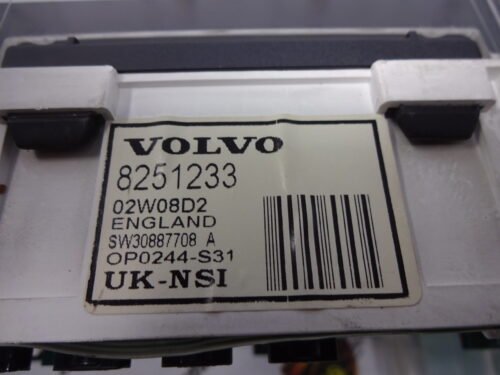 VOLVO
8251233
02W08D2
ENGLAND
SW30887708 A
OP0244-S31
UK-NSI